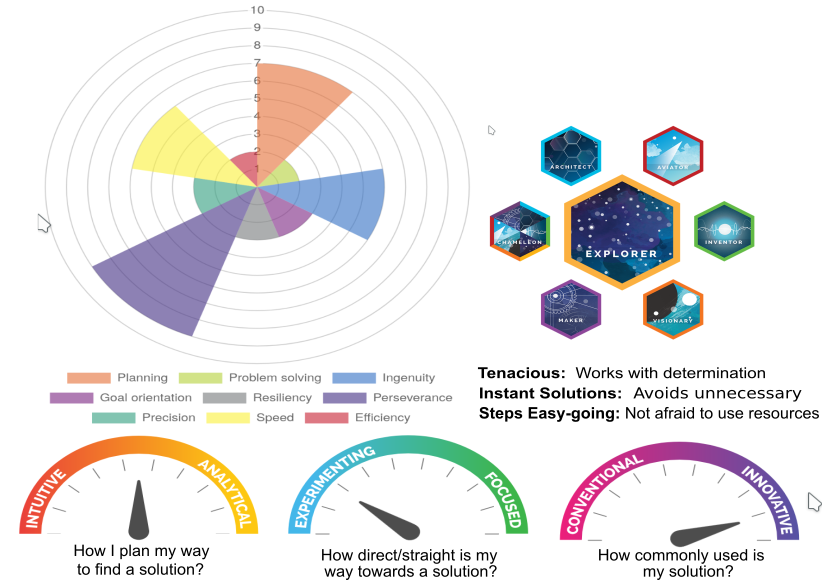 10
9
8
7
6
5
4
3
2
1
ARCHITECT
AVIATOR
CHAMELEON
EXPLORER
INVENTOR
MAKER
VISIONARY
Planning Problem solving Ingenuity
Goal orientation Resiliency Perseverance
Precision Speed Efficiency
Tenacious: Works with determination
Instant Solutions: Avoids unnecessary
Steps Easy-going: Not afraid to use resources
INTUITIVE ANALYTICAL
How I plan my way
to find a solution?
EXPERIMENTING FOCUSED
How direct/straight is my
way towards a solution?
CONVENTIONAL INNOVATIVE
How commonly used is
my solution?